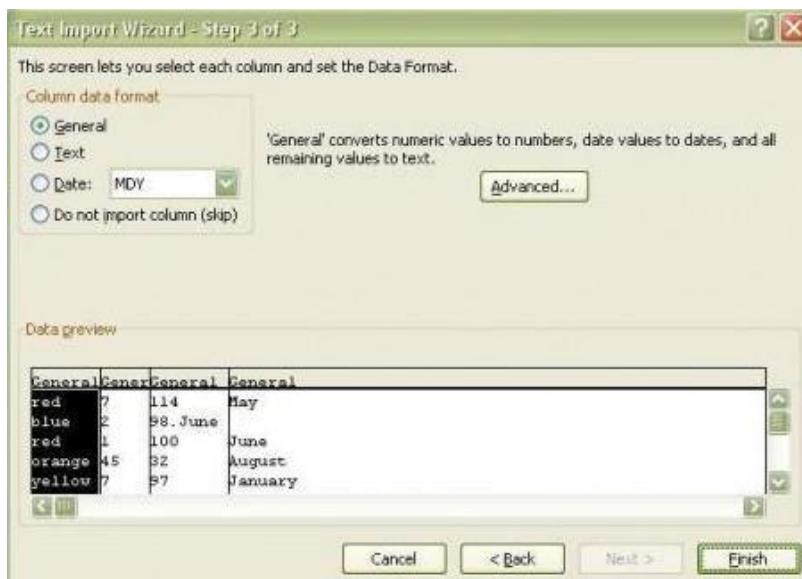 Text Import Wizard - Step 3 of 3
This screen lets you select each column and set the Data Format.
Column data format
General
Text
Date: MDY
Do not import column (skip)
'General' converts numeric values to numbers, date values to dates, and all
remaining values to text.
Advanced...
Data preview
General Gener General General
red 7 114 May
blue 2 98.June
red 1 100 June
orange 45 32 August
yellow 7 97 January
Cancel < Back Next > Finish